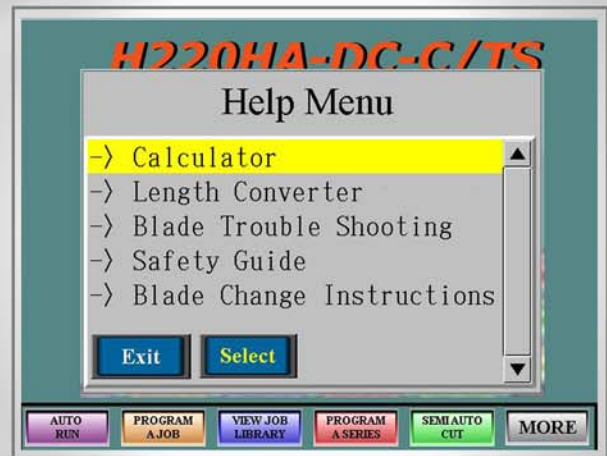 H220HA-DC-C/TS
Help Menu
-> Calculator
-> Length Converter
-> Blade Trouble Shooting
-> Safety Guide
-> Blade Change Instructions
Exit
Select
AUTO
RUN
PROGRAM
A JOB
VIEW JOB
LIBRARY
PROGRAM
A SERIES
SEMI AUTO
CUT
MORE